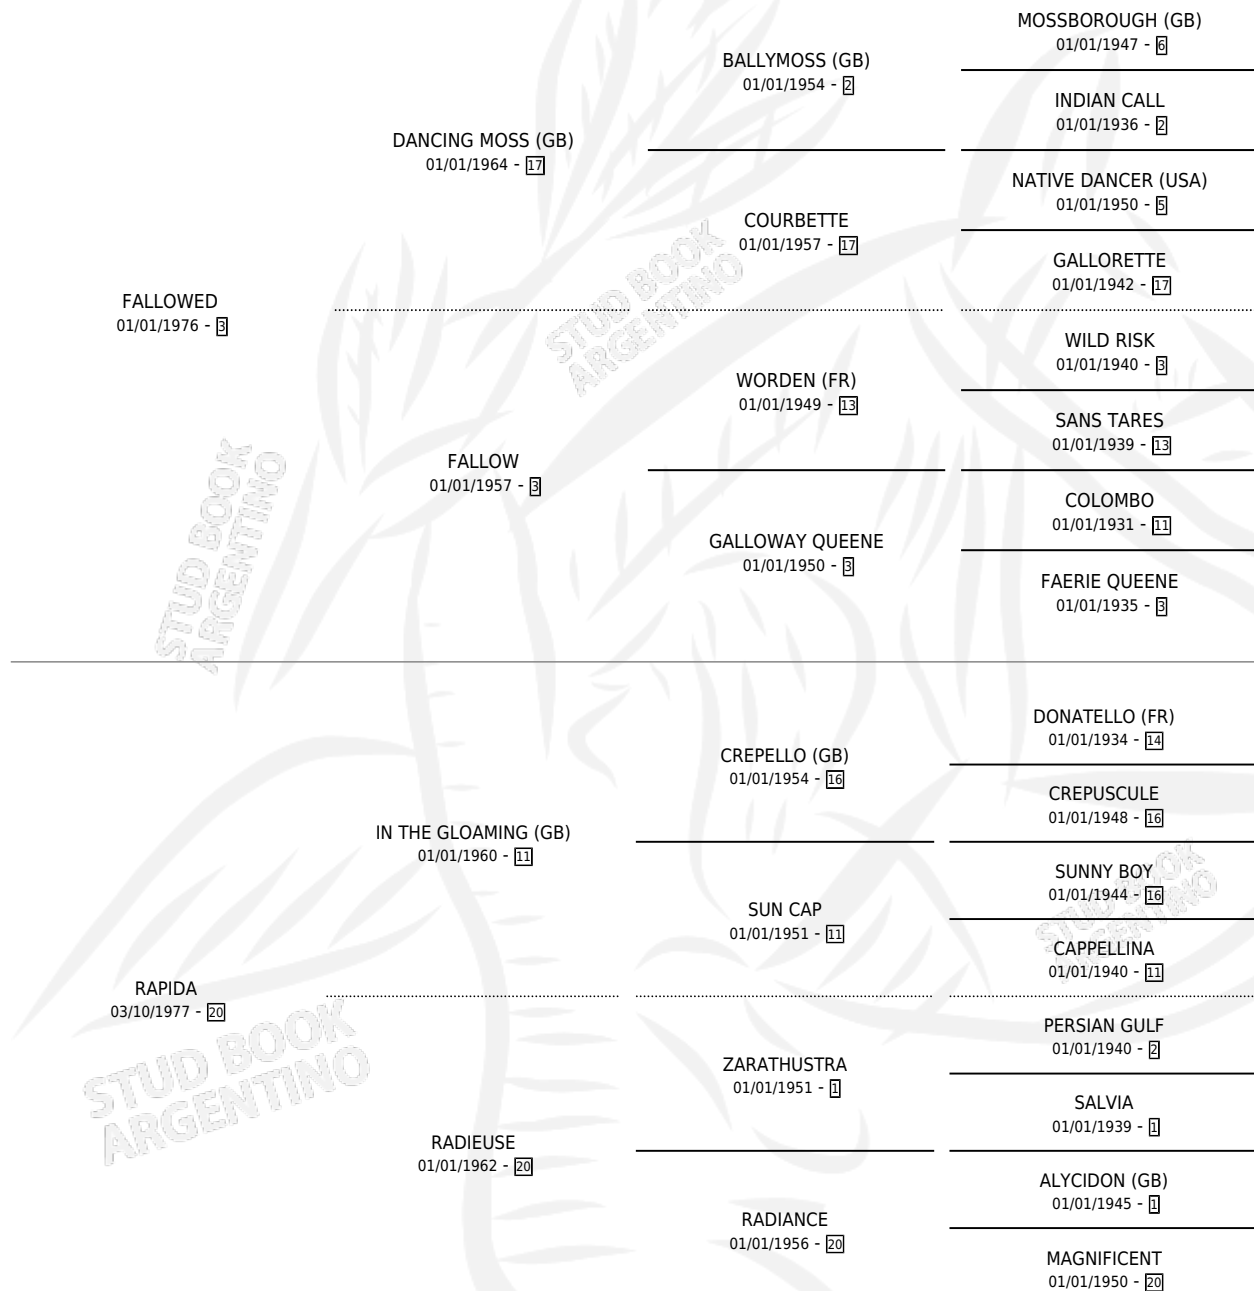 MOSSBOROUGH (GB)
01/01/1947 - 6
BALLYMOSS (GB)
01/01/1954 - 2
INDIAN CALL
01/01/1936 - 2
DANCING MOSS (GB)
01/01/1964 - 17
NATIVE DANCER (USA)
01/01/1950 - 5
COURBETTE
01/01/1957 - 17
GALLORETTE
01/01/1942 - 17
FALLOWED
01/01/1976 - 3
WILD RISK
01/01/1940 - 3
WORDEN (FR)
01/01/1949 - 13
SANS TARES
01/01/1939 - 13
FALLOW
01/01/1957 - 3
COLOMBO
01/01/1931 - 11
GALLOWAY QUEENE
01/01/1950 - 3
FAERIE QUEENE
01/01/1935 - 3
DONATELLO (FR)
01/01/1934 - 14
CREPELLO (GB)
01/01/1954 - 16
CREPUSCULE
01/01/1948 - 16
IN THE GLOAMING (GB)
01/01/1960 - 11
SUNNY BOY
01/01/1944 - 16
SUN CAP
01/01/1951 - 11
CAPPELLINA
01/01/1940 - 11
RAPIDA
03/10/1977 - 20
PERSIAN GULF
01/01/1940 - 2
ZARATHUSTRA
01/01/1951 - 1
SALVIA
01/01/1939 - 1
RADIEUSE
01/01/1962 - 20
ALYCIDON (GB)
01/01/1945 - 1
RADIANCE
01/01/1956 - 20
MAGNIFICENT
01/01/1950 - 20
STUD BOOK
ARGENTINO
STUD BOOK
ARGENTINO
STUD BOOK
ARGENTINO
STUD BOOK
ARGENTINO